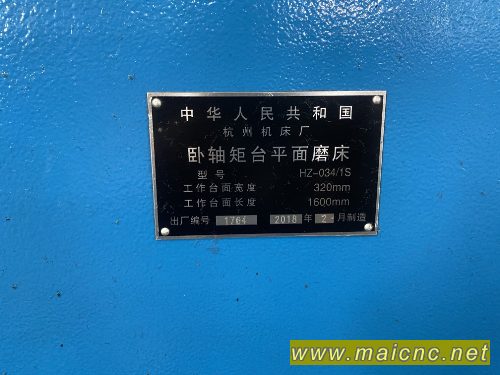 中华人民共和国
杭州机床厂
卧轴矩台平面磨床
型号 HZ-034/1S
工作台面宽度 320mm
工作台面长度 1600mm
出厂编号 1764 2018 年 2 月制造
www.maicnc.net